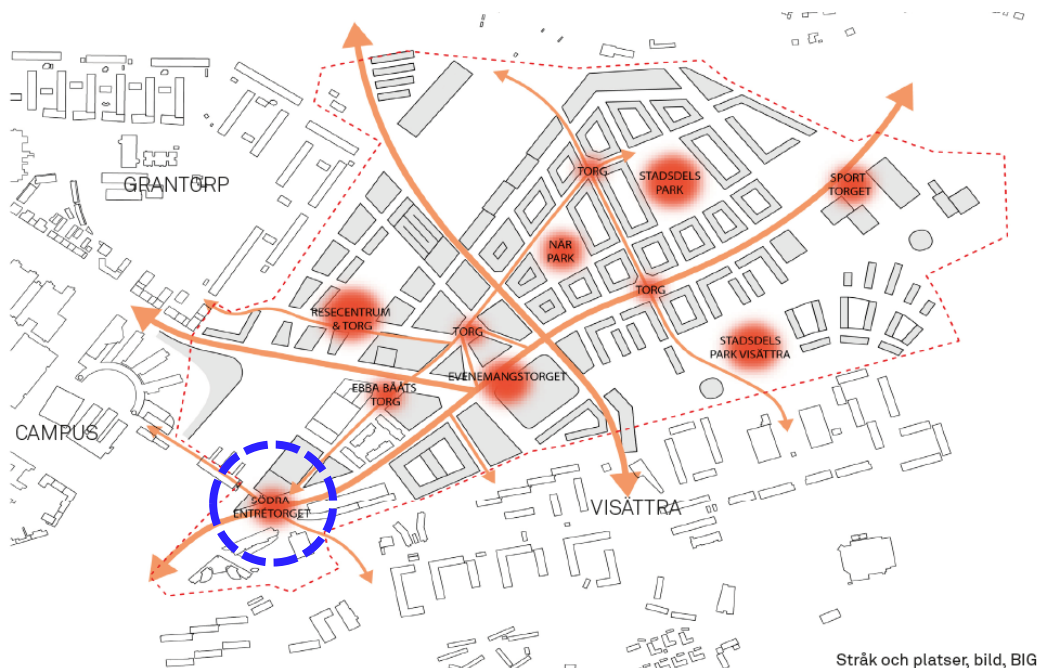 TORG
STADSDELS
PARK
SPORT
TORGET
GRANTORP
NÄR
PARK
TORG
RESECENTRUM
& TORG
TORG
STADSDELS
PARK VISÄTTRA
EVENEMANGSTORGET
EBBA BÅÅTS
TORG
CAMPUS
SÖDRA
ENTRÉTORGET
VISÄTTRA
Stråk och platser, bild, BIG